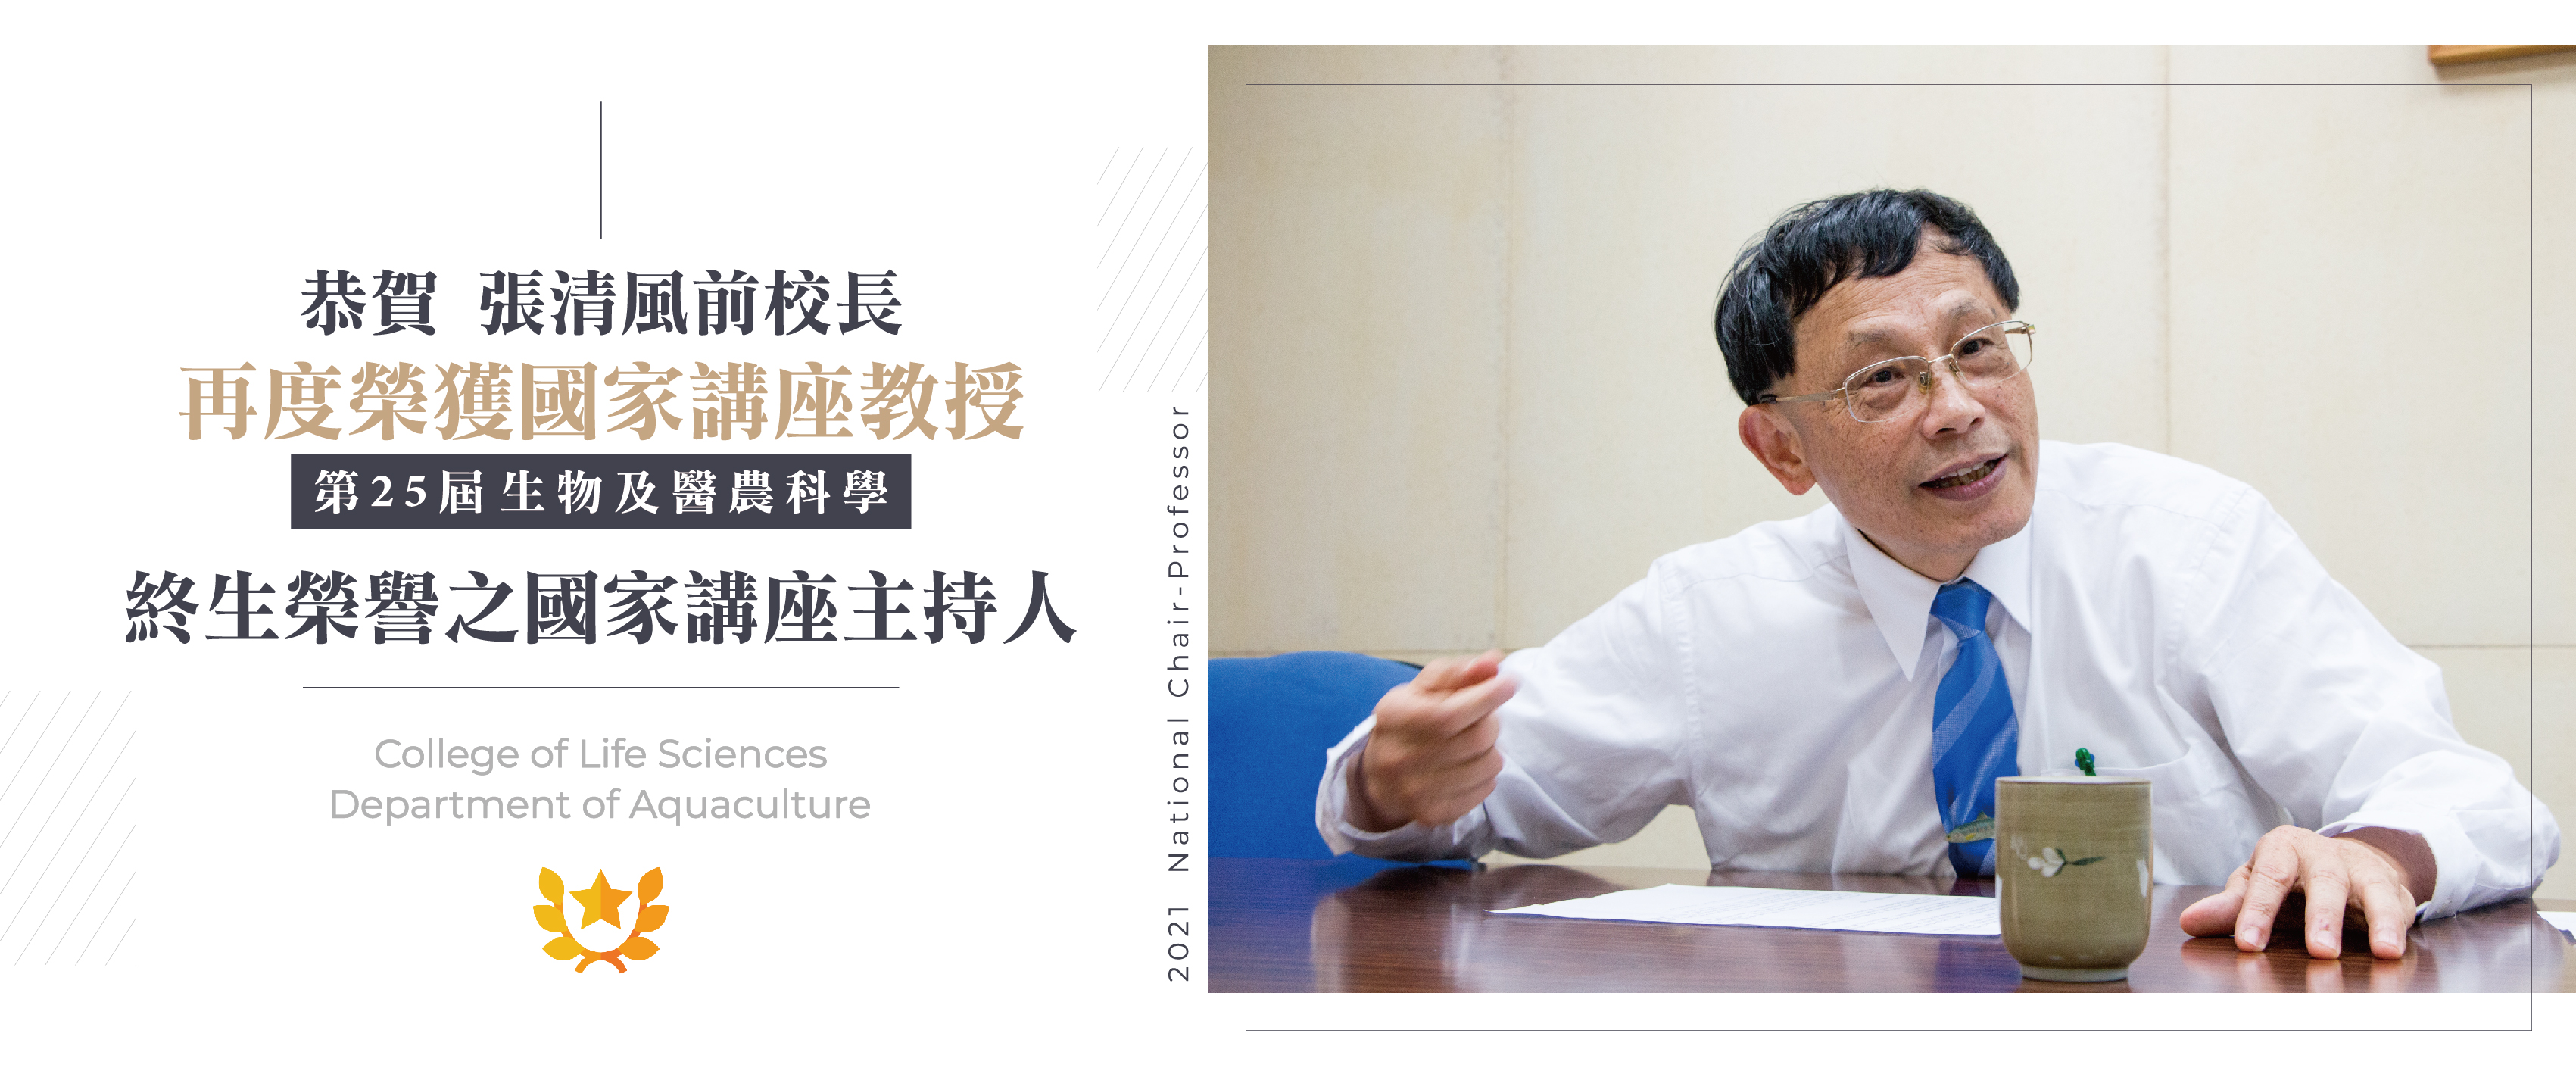 恭賀 張清風前校長
再度榮獲國家講座教授
第25屆生物及醫農科學
終生榮譽之國家講座主持人
College of Life Sciences
Department of Aquaculture
2021 National Chair-Professor